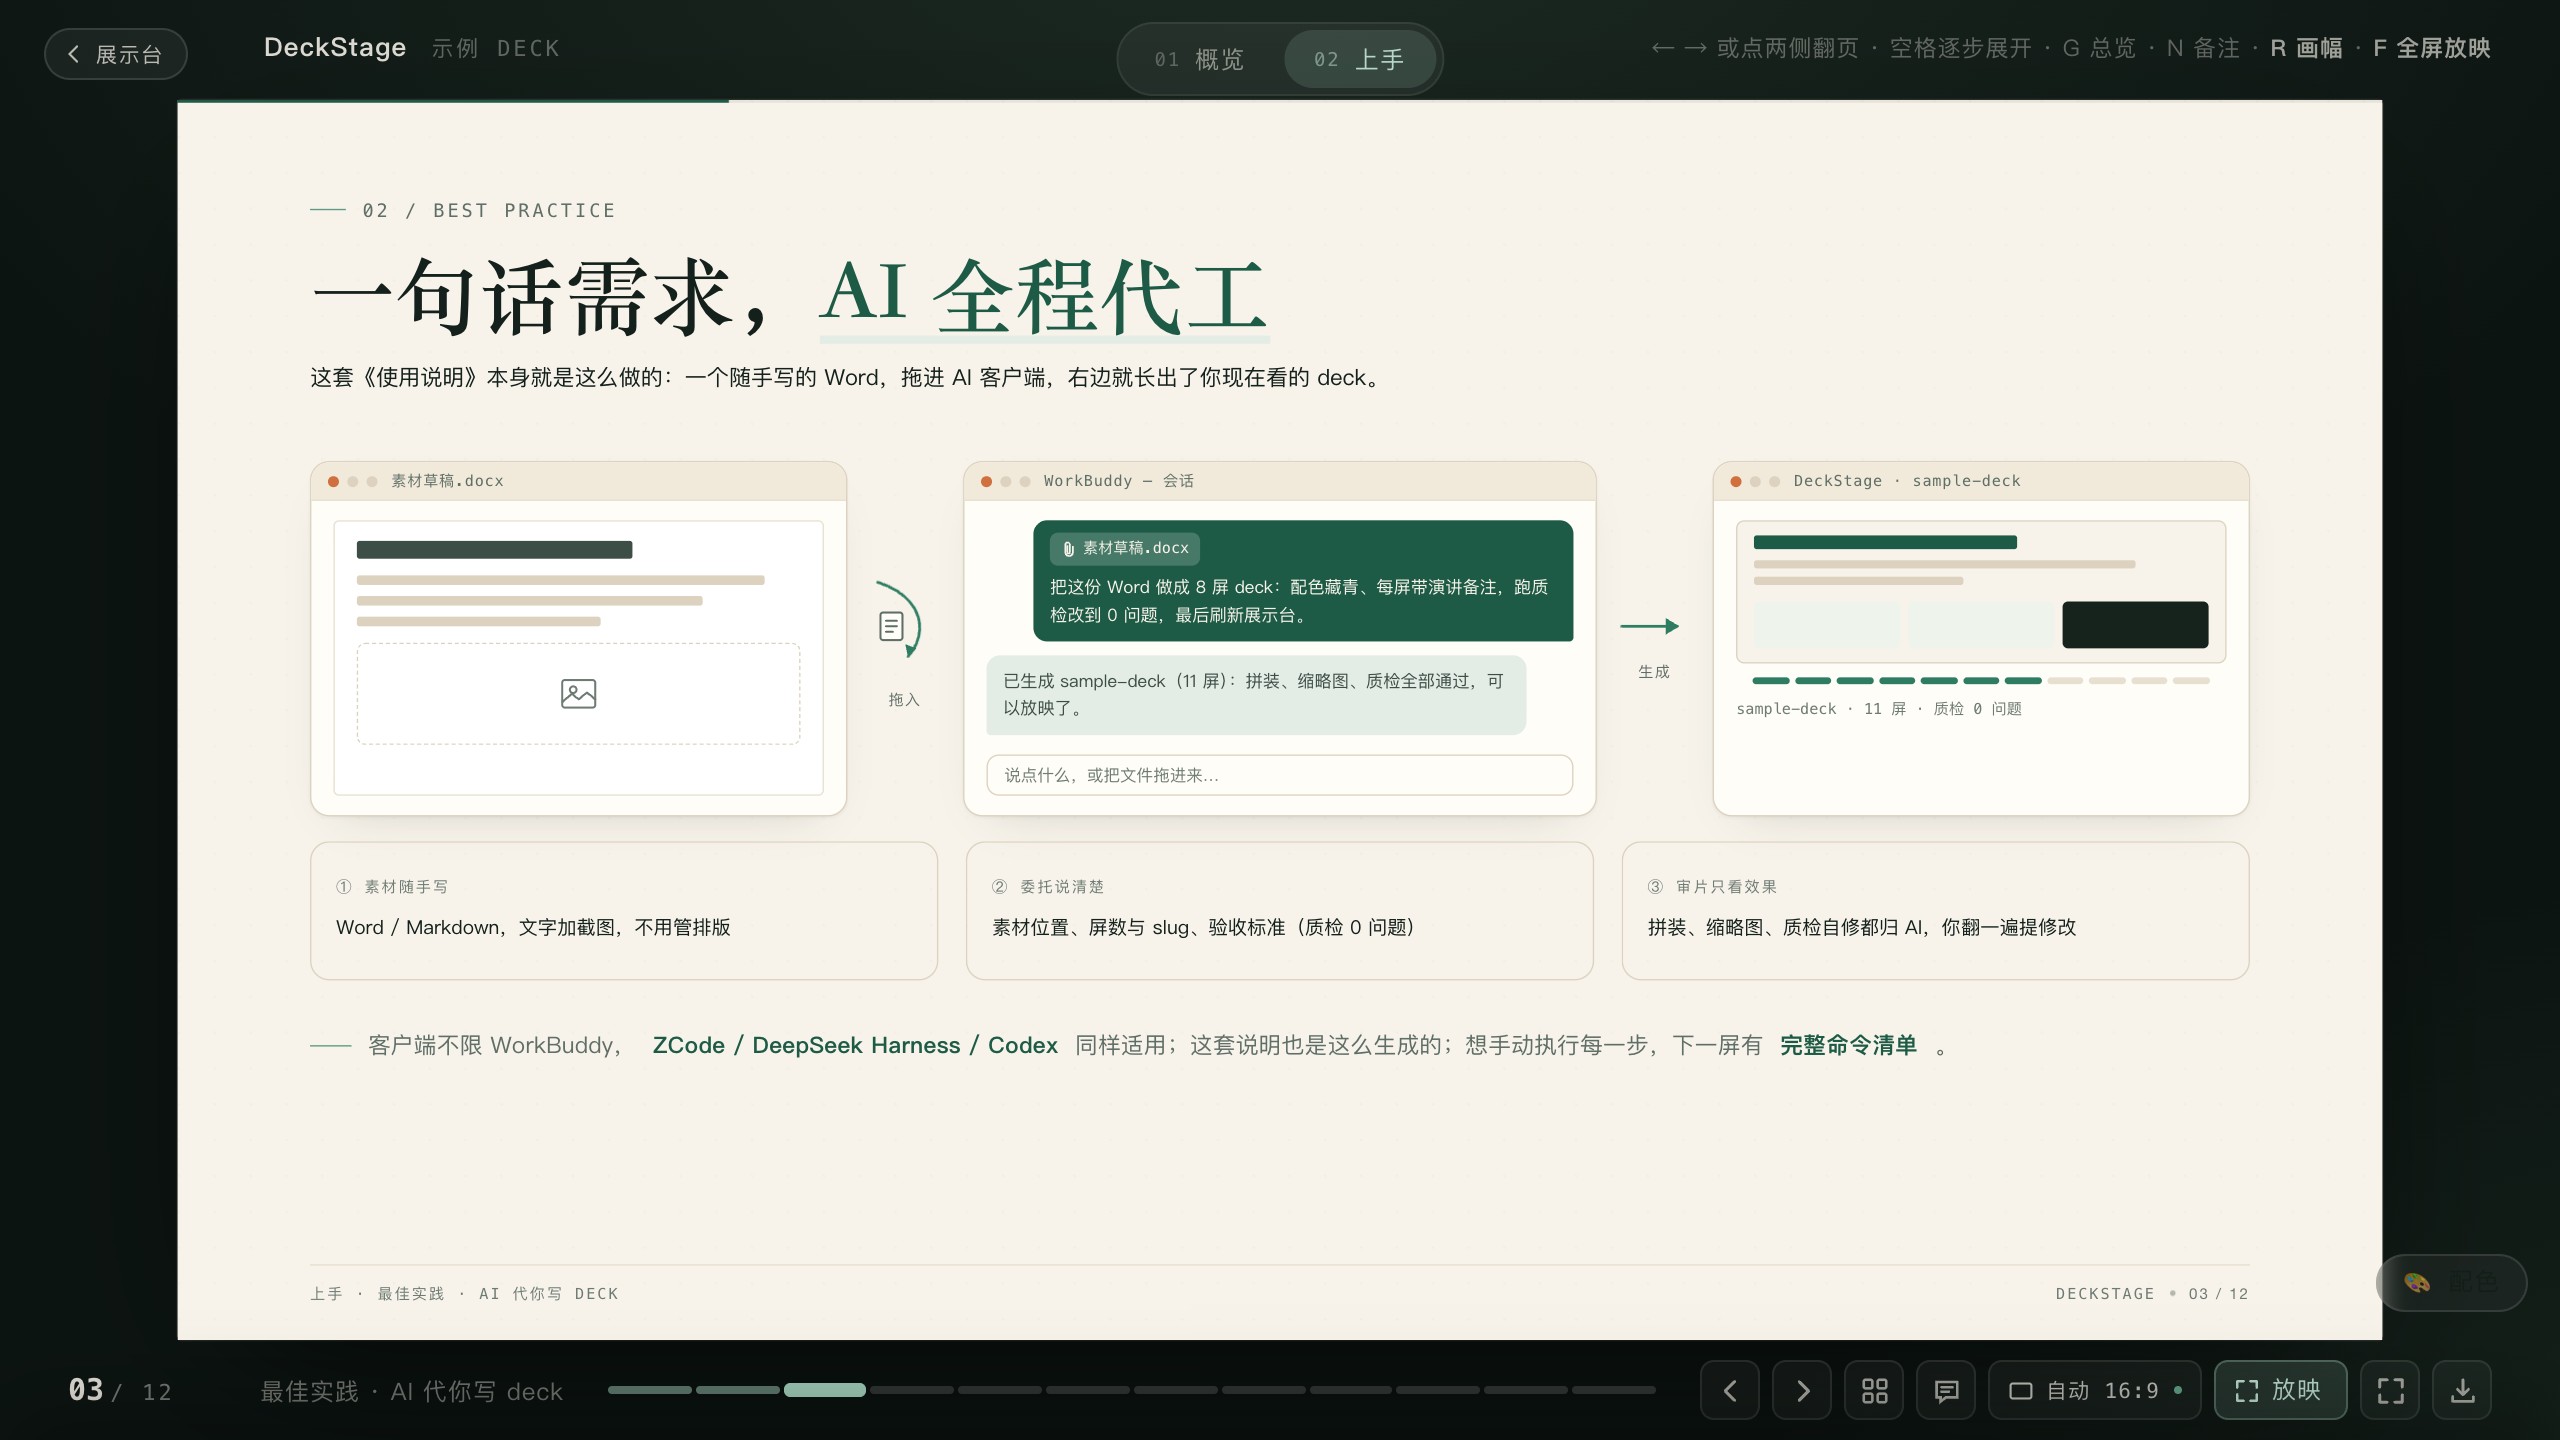 展示台
DeckStage 示例 DECK
01 概览 02 上手
← → 或点两侧翻页 · 空格逐步展开 · G 总览 · N 备注 · R 画幅 · F 全屏放映
02 / BEST PRACTICE
一句话需求，AI 全程代工
这套《使用说明》本身就是这么做的：一个随手写的 Word，拖进 AI 客户端，右边就长出了你现在看的 deck。
素材草稿.docx
拖入
WorkBuddy — 会话
素材草稿.docx
把这份 Word 做成 8 屏 deck：配色藏青、每屏带演讲备注，跑质
检改到 0 问题，最后刷新展示台。
已生成 sample-deck（11 屏）：拼装、缩略图、质检全部通过，可
以放映了。
说点什么，或把文件拖进来…
生成
DeckStage · sample-deck
sample-deck · 11 屏 · 质检 0 问题
① 素材随手写
Word / Markdown，文字加截图，不用管排版
② 委托说清楚
素材位置、屏数与 slug、验收标准（质检 0 问题）
③ 审片只看效果
拼装、缩略图、质检自修都归 AI，你翻一遍提修改
客户端不限 WorkBuddy， ZCode / DeepSeek Harness / Codex 同样适用；这套说明也是这么生成的；想手动执行每一步，下一屏有 完整命令清单 。
上手 · 最佳实践 · AI 代你写 DECK
DECKSTAGE • 03 / 12
配色
03 / 12
最佳实践 · AI 代你写 deck
自动 16:9
放映